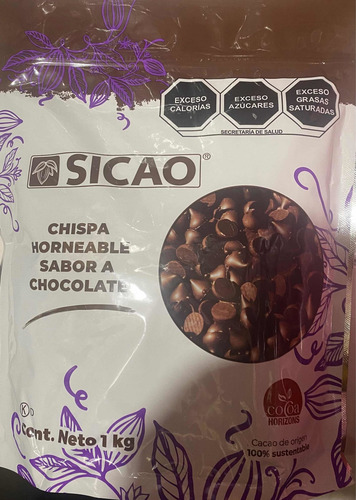 EXCESO
CALORÍAS
EXCESO
AZÚCARES
EXCESO
GRASAS
SATURADAS
SECRETARÍA DE SALUD
SICAO®
CHISPA
HORNEABLE
SABOR A
CHOCOLATE
K D
Cont. Neto 1 kg
cocoa
HORIZONS
Cacao de origen
100% sustentable